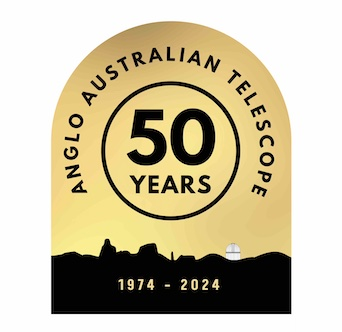 ANGLO AUSTRALIAN TELESCOPE
50
YEARS
1974 - 2024